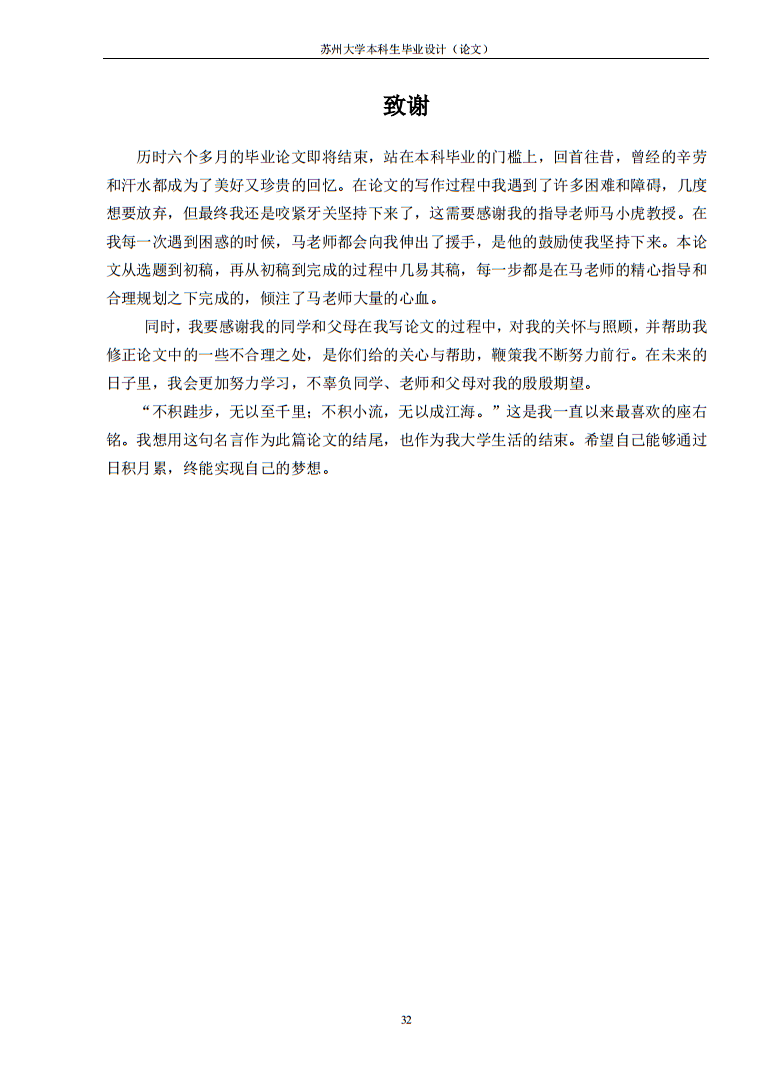 苏州大学本科生毕业设计（论文）
致谢
历时六个多月的毕业论文即将结束，站在本科毕业的门槛上，回首往昔，曾经的辛劳
和汗水都成为了美好又珍贵的回忆。在论文的写作过程中我遇到了许多困难和障碍，几度
想要放弃，但最终我还是咬紧牙关坚持下来了，这需要感谢我的指导老师马小虎教授。在
我每一次遇到困惑的时候，马老师都会向我伸出了援手，是他的鼓励使我坚持下来。本论
文从选题到初稿，再从初稿到完成的过程中几易其稿，每一步都是在马老师的精心指导和
合理规划之下完成的，倾注了马老师大量的心血。
同时，我要感谢我的同学和父母在我写论文的过程中，对我的关怀与照顾，并帮助我
修正论文中的一些不合理之处，是你们给的关心与帮助，鞭策我不断努力前行。在未来的
日子里，我会更加努力学习，不辜负同学、老师和父母对我的殷殷期望。
“不积跬步，无以至千里；不积小流，无以成江海。”这是我一直以来最喜欢的座右
铭。我想用这句名言作为此篇论文的结尾，也作为我大学生活的结束。希望自己能够通过
日积月累，终能实现自己的梦想。
32